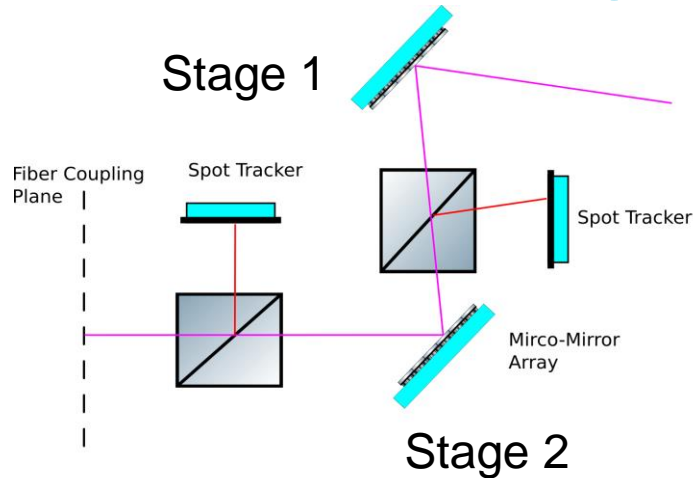 Stage 1
Fiber Coupling
Plane
Spot Tracker
Spot Tracker
Mirco-Mirror
Array
Stage 2